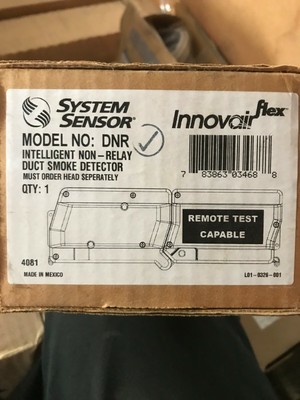 SYSTEM
SENSOR
Innovairflex
MODEL NO: DNR
INTELLIGENT NON-RELAY
DUCT SMOKE DETECTOR
MUST ORDER HEAD SEPERATELY
QTY: 1
7 83863 03468 8
REMOTE TEST
CAPABLE
4081
MADE IN MEXICO
L01-0326-001